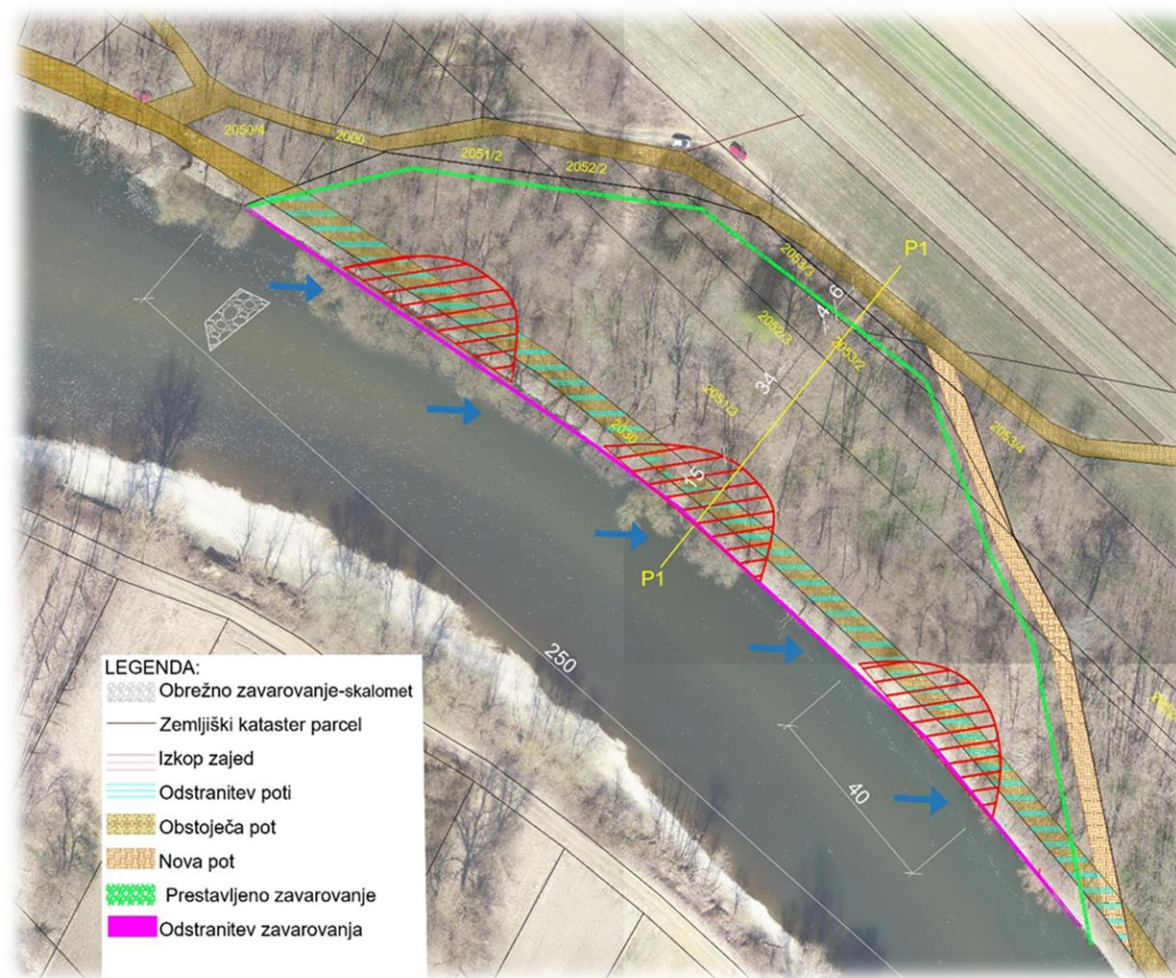 2050/4
2000
2051/2
2052/2
P1
2053/3
6
4
2053/2
2052/3
34
2051/3
2053/4
2030
15
P1
250
40
LEGENDA:
Obrežno zavarovanje-skalomet
Zemljiški kataster parcel
Izkop zajed
Odstranitev poti
Obstoječa pot
Nova pot
Prestavljeno zavarovanje
Odstranitev zavarovanja